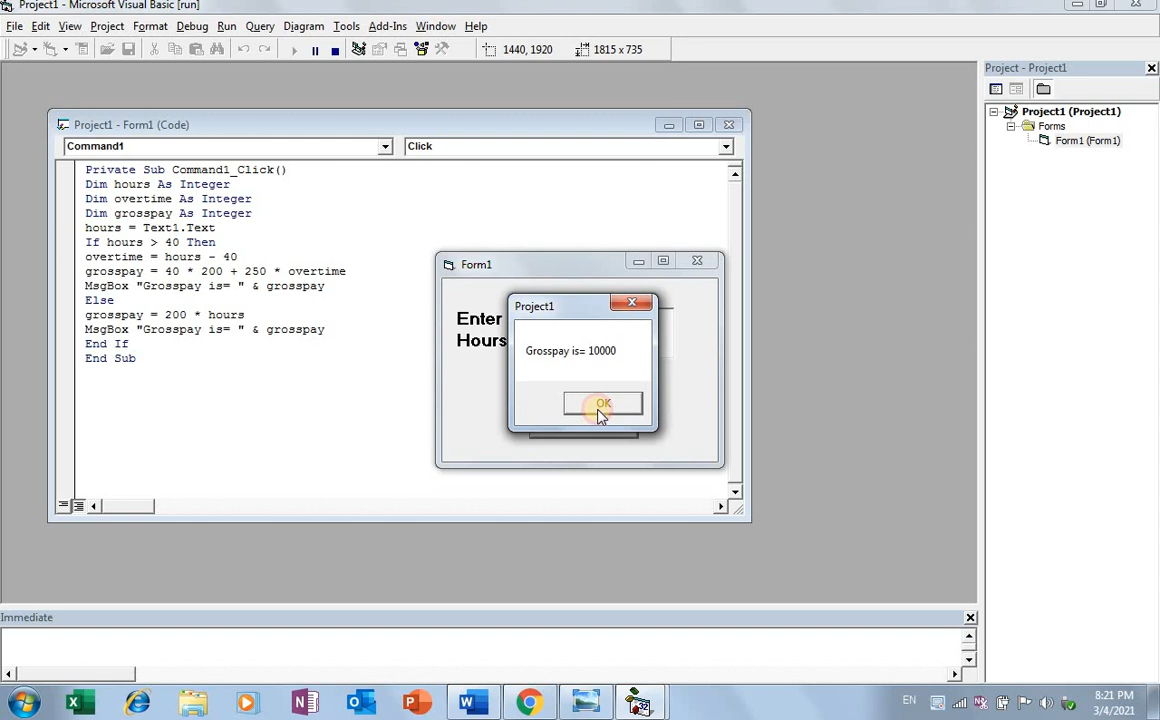 Project1 - Microsoft Visual Basic [run]
File Edit View Project Format Debug Run Query Diagram Tools Add-Ins Window Help
1440, 1920 1815 x 735
Project - Project1
Project1 (Project1)
Forms
Form1 (Form1)
Project1 - Form1 (Code)
Command1 Click
Private Sub Command1_Click()
Dim hours As Integer
Dim overtime As Integer
Dim grosspay As Integer
hours = Text1.Text
If hours > 40 Then
overtime = hours - 40
grosspay = 40 * 200 + 250 * overtime
MsgBox "Grosspay is= " & grosspay
Else
grosspay = 200 * hours
MsgBox "Grosspay is= " & grosspay
End If
End Sub
Form1
Enter
Hours
Project1
Grosspay is= 10000
OK
Immediate
EN
8:21 PM
3/4/2021